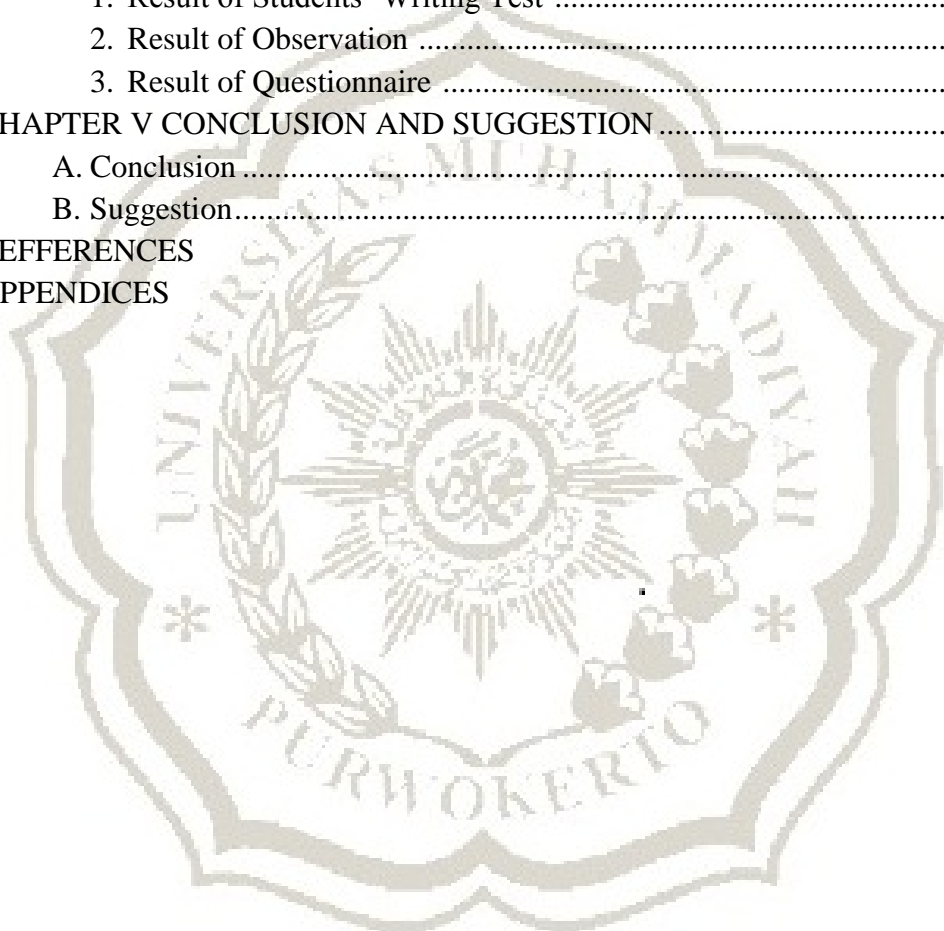 1. Result of Students' Writing Test ........................................................
2. Result of Observation ........................................................................
3. Result of Questionnaire .....................................................................
HAPTER V CONCLUSION AND SUGGESTION ........................................
A. Conclusion .............................................................................................
B. Suggestion..............................................................................................
EFFERENCES
PPENDICES
UNIVERSITAS MUHAMMADIYAH
PURWOKERTO